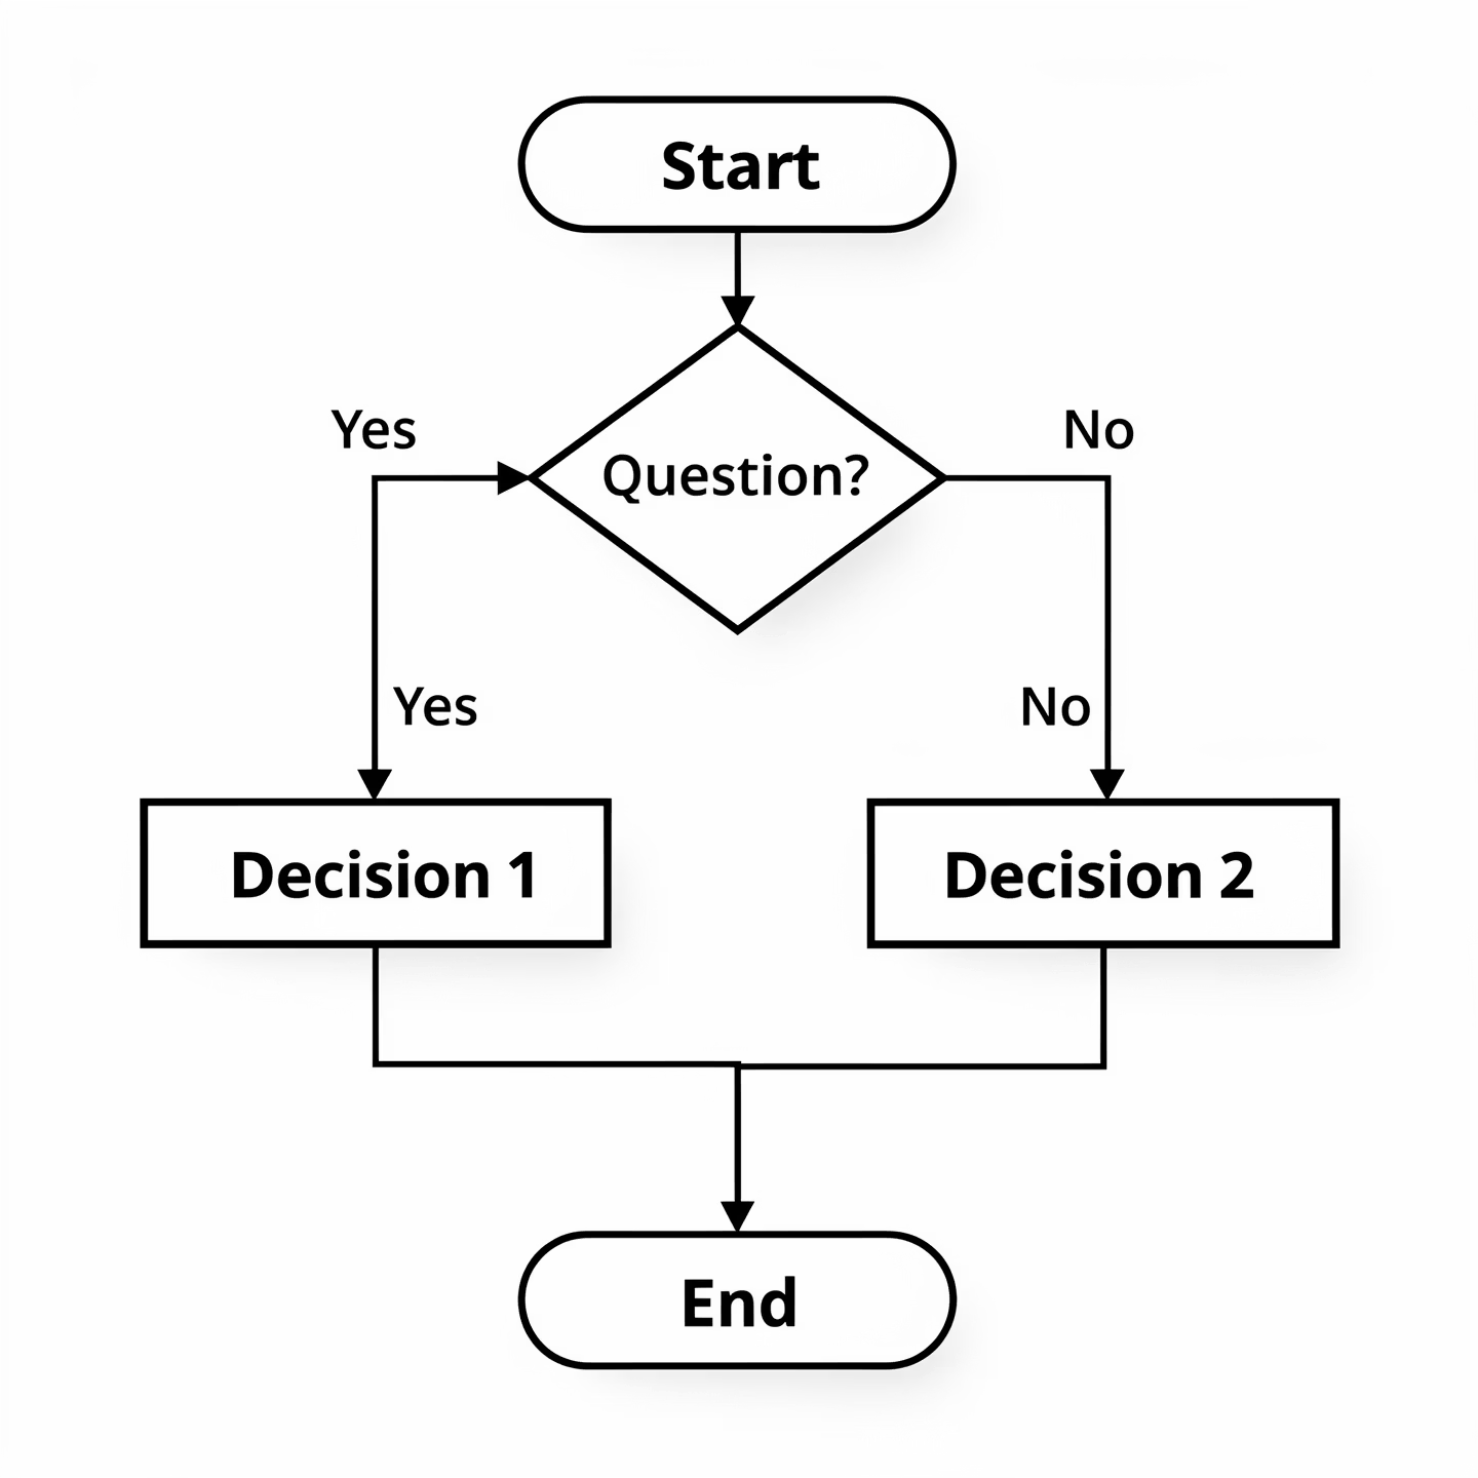 Start
Yes
No
Question?
Yes
No
Decision 1
Decision 2
End